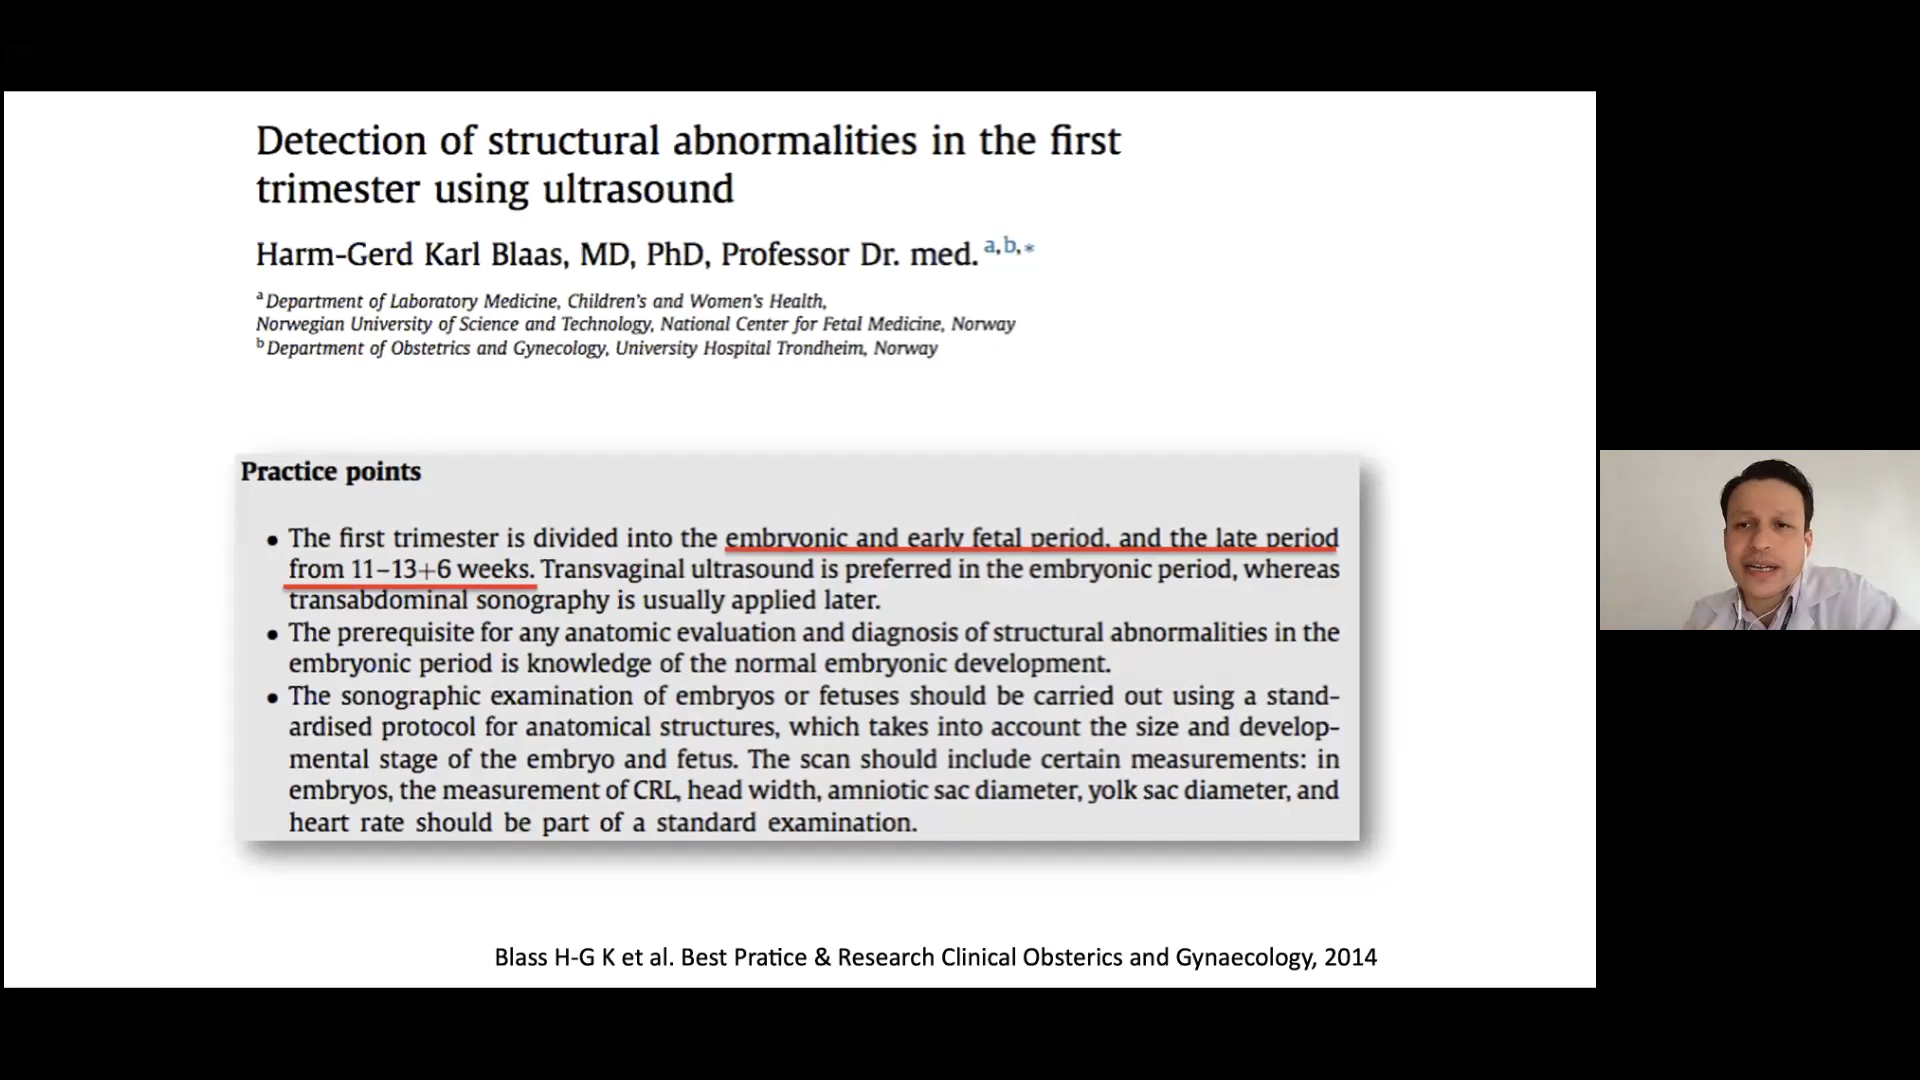 Detection of structural abnormalities in the first
trimester using ultrasound
Harm-Gerd Karl Blaas, MD, PhD, Professor Dr. med. a,b,*
a Department of Laboratory Medicine, Children's and Women's Health,
Norwegian University of Science and Technology, National Center for Fetal Medicine, Norway
b Department of Obstetrics and Gynecology, University Hospital Trondheim, Norway
Practice points
• The first trimester is divided into the embryonic and early fetal period, and the late period
from 11–13+6 weeks. Transvaginal ultrasound is preferred in the embryonic period, whereas
transabdominal sonography is usually applied later.
• The prerequisite for any anatomic evaluation and diagnosis of structural abnormalities in the
embryonic period is knowledge of the normal embryonic development.
• The sonographic examination of embryos or fetuses should be carried out using a stand-
ardised protocol for anatomical structures, which takes into account the size and develop-
mental stage of the embryo and fetus. The scan should include certain measurements: in
embryos, the measurement of CRL, head width, amniotic sac diameter, yolk sac diameter, and
heart rate should be part of a standard examination.
Blass H-G K et al. Best Pratice & Research Clinical Obsterics and Gynaecology, 2014